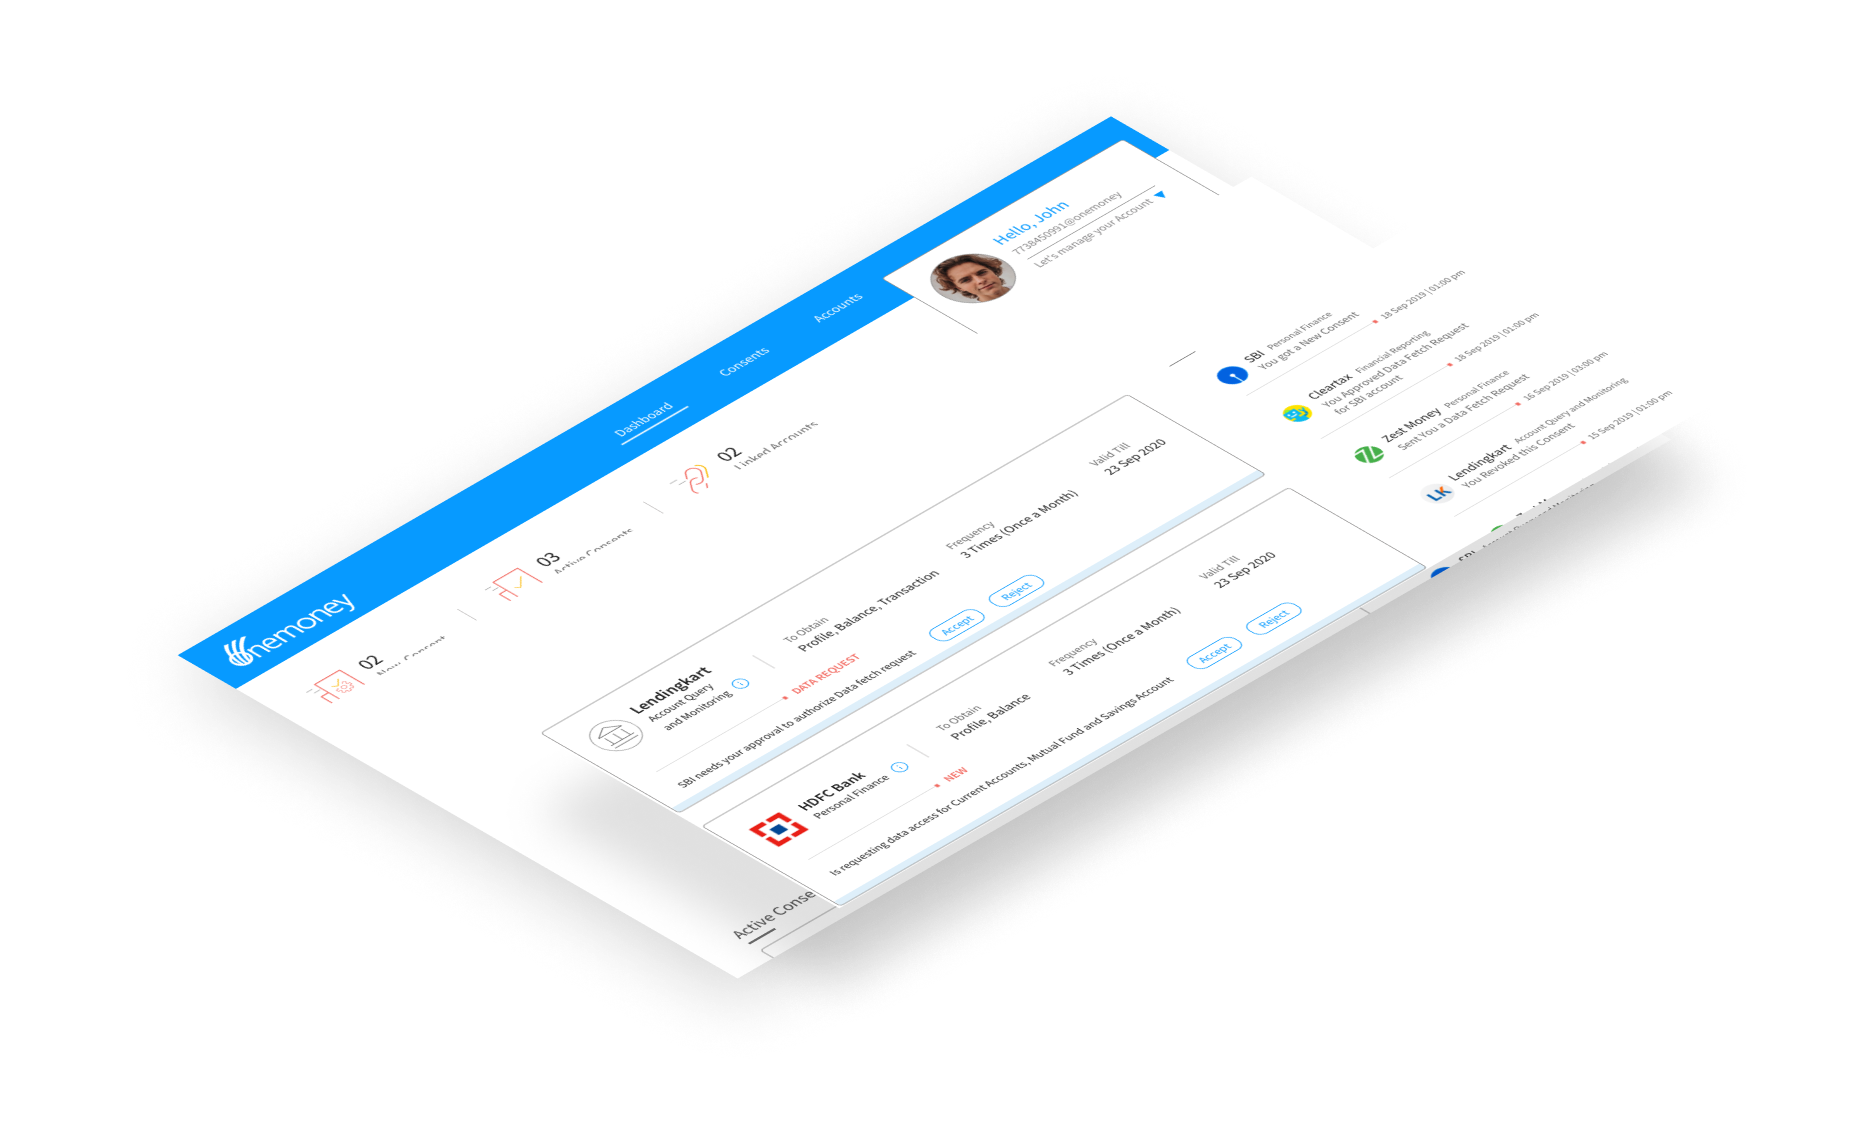 onemoney
Dashboard
Consents
Accounts
Hello, John
7738450991@onemoney
Let's manage your Account
02
New Consent
03
Active Consents
02
Linked Accounts
Lendingkart
Account Query
and Monitoring
To Obtain
Profile, Balance, Transaction
Frequency
3 Times (Once a Month)
Valid Till
23 Sep 2020
DATA REQUEST
SBI needs your approval to authorize Data fetch request
Accept
Reject
HDFC Bank
Personal Finance
To Obtain
Profile, Balance
Frequency
3 Times (Once a Month)
Valid Till
23 Sep 2020
NEW
Is requesting data access for Current Accounts, Mutual Fund and Savings Account
Accept
Reject
Active Conse
SBI Personal Finance
You got a New Consent
18 Sep 2019 | 01:00 pm
Cleartax Financial Reporting
You Approved Data Fetch Request
for SBI account
18 Sep 2019 | 01:00 pm
Zest Money Personal Finance
Sent You a Data Fetch Request
16 Sep 2019 | 03:00 pm
LK
Lendingkart Account Query and Monitoring
You Revoked this Consent
15 Sep 2019 | 01:00 pm